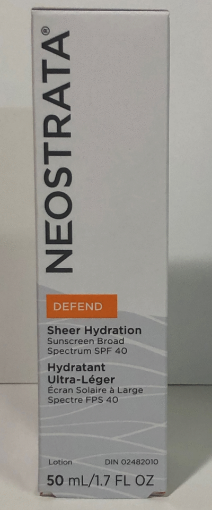 NEOSTRATA®
DEFEND
Sheer Hydration
Sunscreen Broad
Spectrum SPF 40
Hydratant
Ultra-Léger
Écran Solaire à Large
Spectre FPS 40
Lotion DIN 02482010
50 mL/1.7 FL OZ